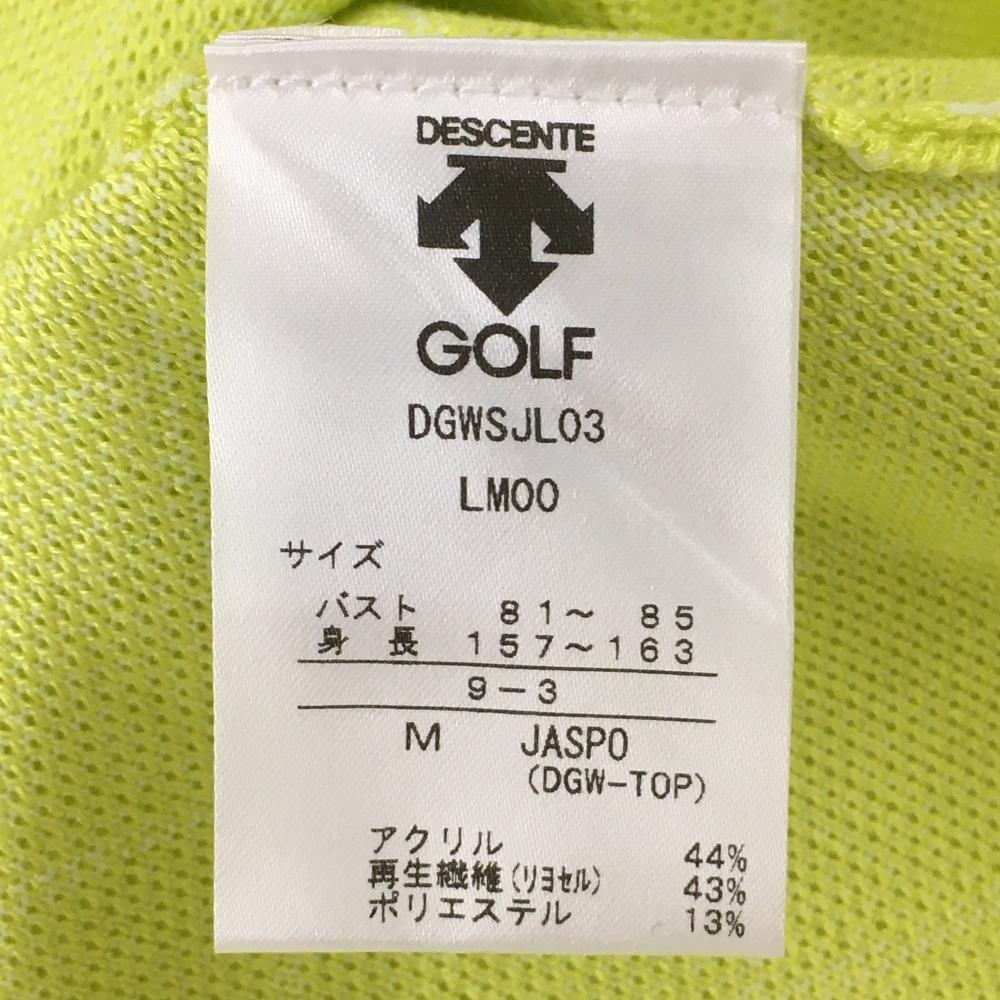 DESCENTE
GOLF
DGWSJL03
LM00
サイズ
バスト 81〜 85
身 長 157〜163
9-3
M JASPO
(DGW-TOP)
アクリル 44%
再生繊維(リヨセル) 43%
ポリエステル 13%